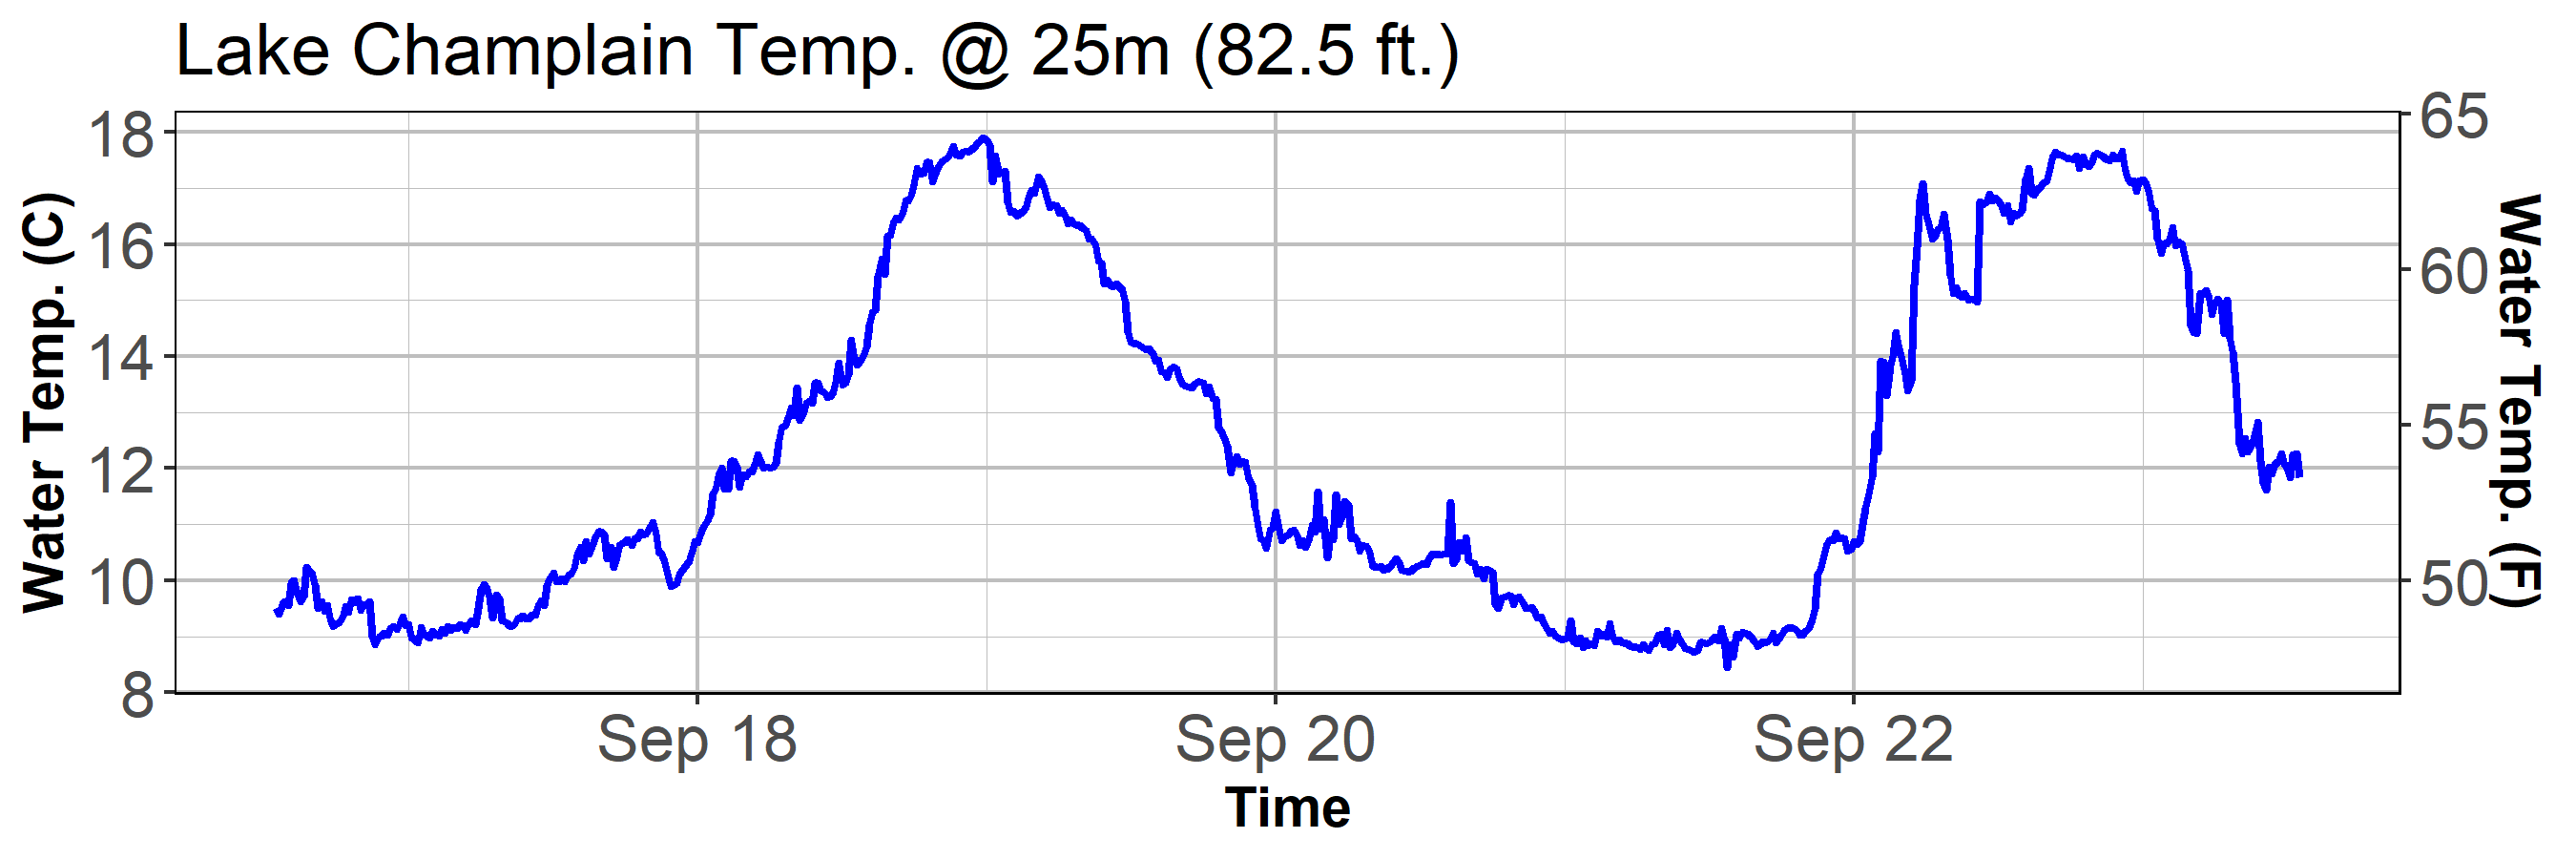 Lake Champlain Temp. @ 25m (82.5 ft.)
Water Temp. (C)
18
16
14
12
10
8
65
60
55
50
Water Temp. (F)
Sep 18
Sep 20
Sep 22
Time